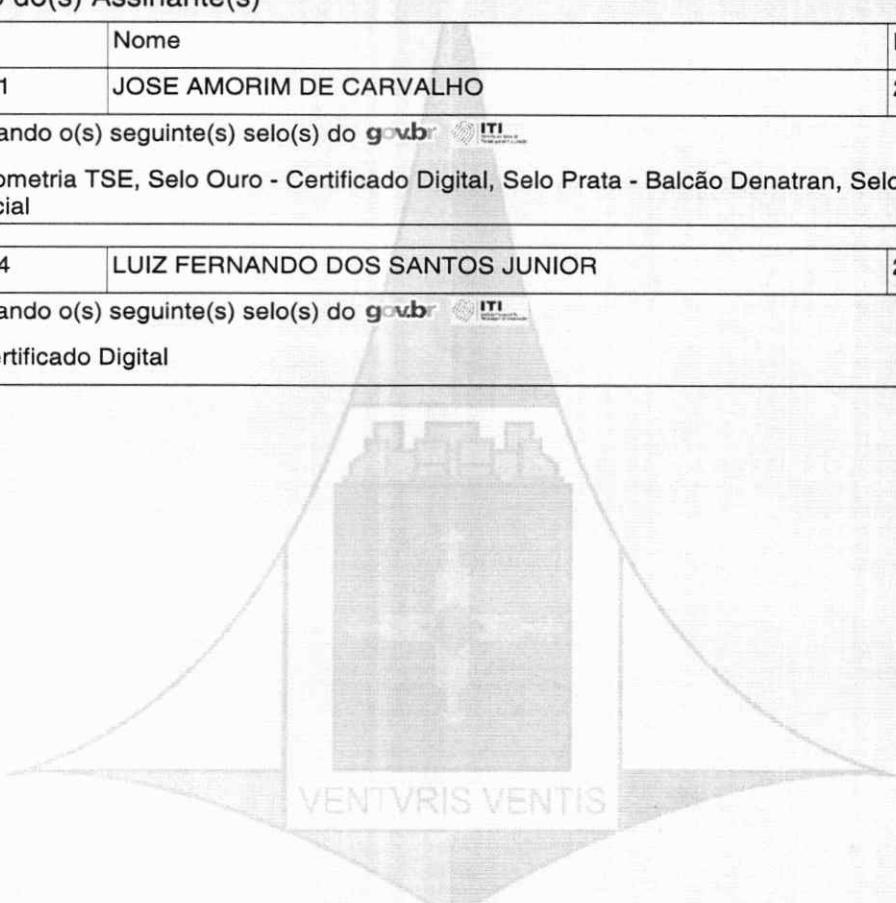 do(s) Assinante(s)
Nome
1 JOSE AMORIM DE CARVALHO
ando o(s) seguinte(s) selo(s) do gov.br ITI
ometria TSE, Selo Ouro - Certificado Digital, Selo Prata - Balcão Denatran, Selo
cial
4 LUIZ FERNANDO DOS SANTOS JUNIOR
ando o(s) seguinte(s) selo(s) do gov.br ITI
rtificado Digital
VENTVRIS VENTIS